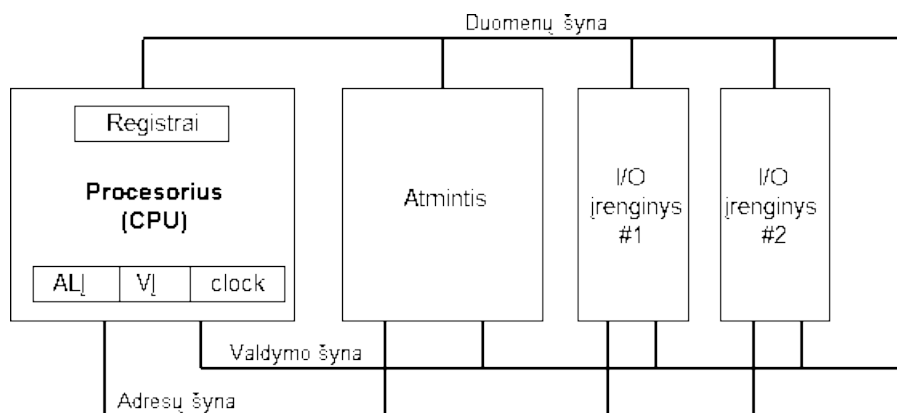 Duomenų šyna
Registrai
Procesorius
(CPU)
ALĮ
VĮ
clock
Atmintis
I/O
įrenginys
#1
I/O
įrenginys
#2
Valdymo šyna
Adresų šyna